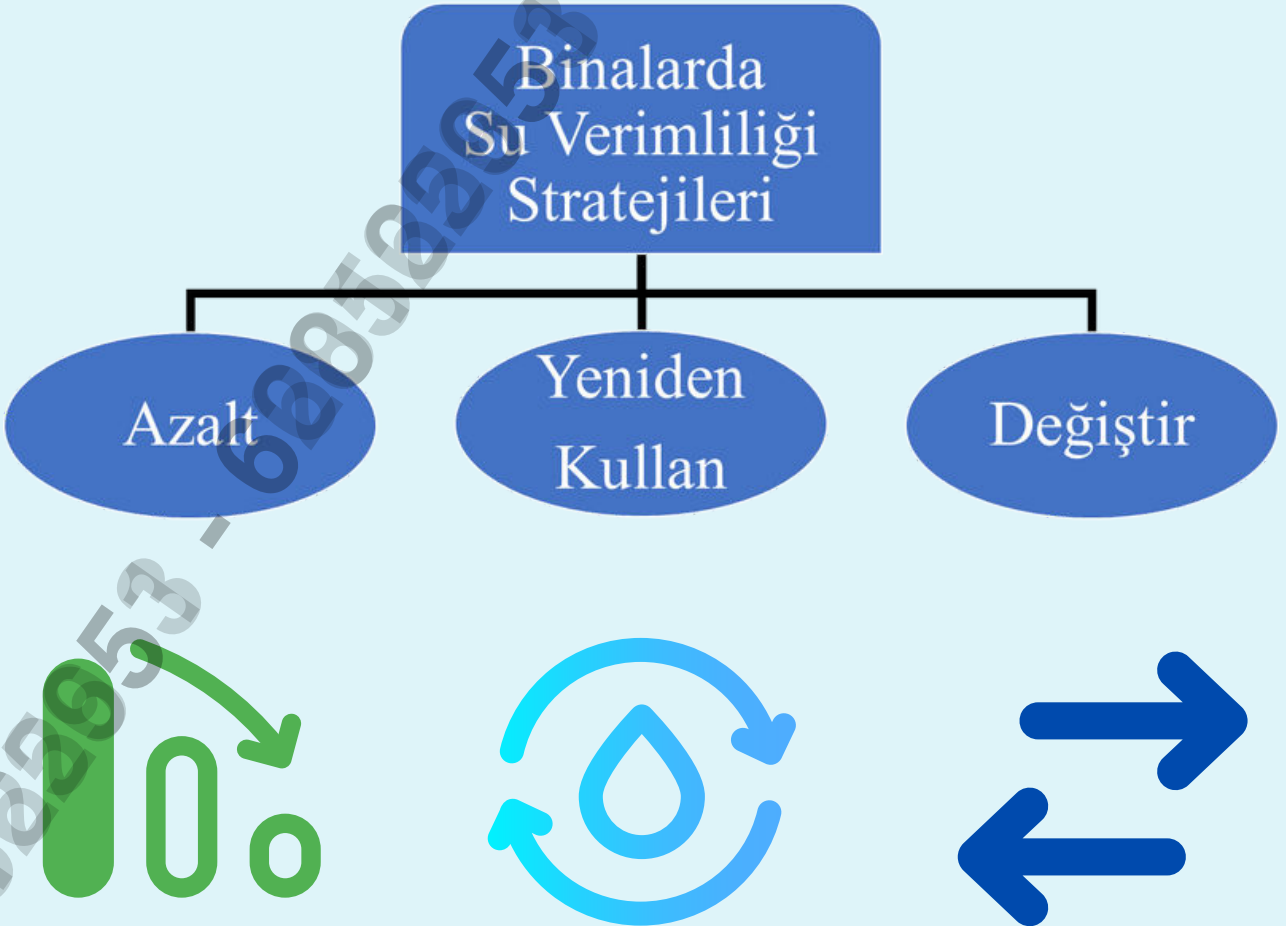 Binalarda
Su Verimliliği
Stratejileri
Azalt
Yeniden
Kullan
Değiştir